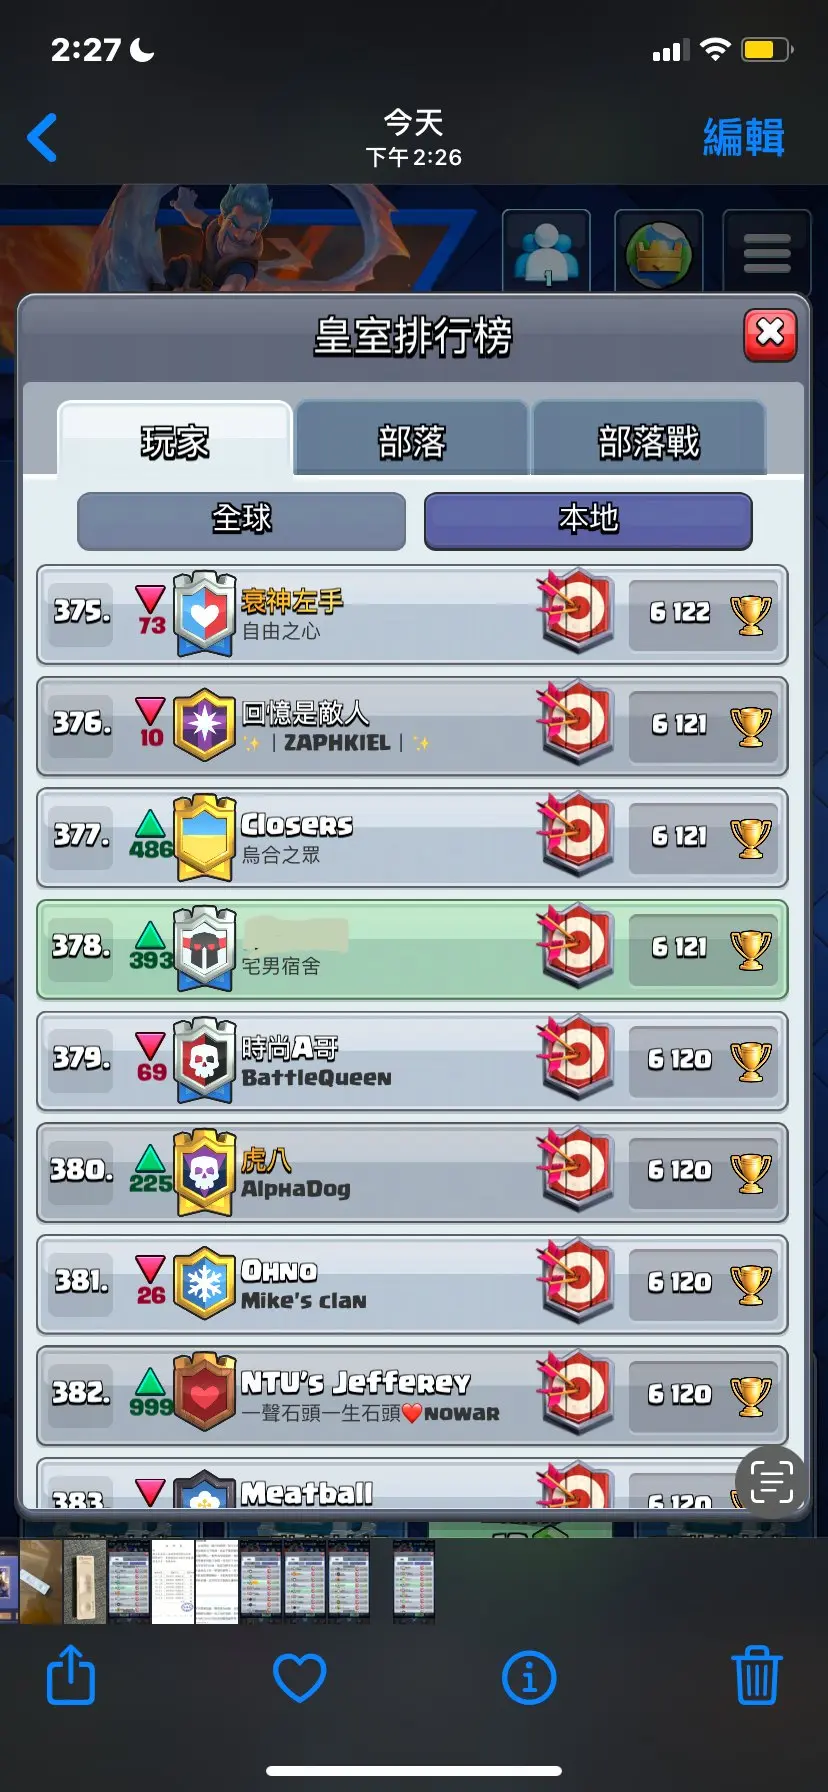 2:27
今天
下午2:26
編輯
1
皇室排行榜
玩家 部落 部落戰
全球 本地
375. 73 衰神左手 6 122
自由之心
376. 10 回憶是敵人 6 121
✨ | ZAPHKIEL | ✨
377. 486 Closers 6 121
烏合之眾
378. 393 6 121
宅男宿舍
379. 69 時尚A哥 6 120
BattleQueen
380. 225 虎八 6 120
AlphaDog
381. 26 Ohno 6 120
Mike's clan
382. 999 NTU's Jefferey 6 120
一聲石頭一生石頭❤️NOWAR
383. Meatball 6 120